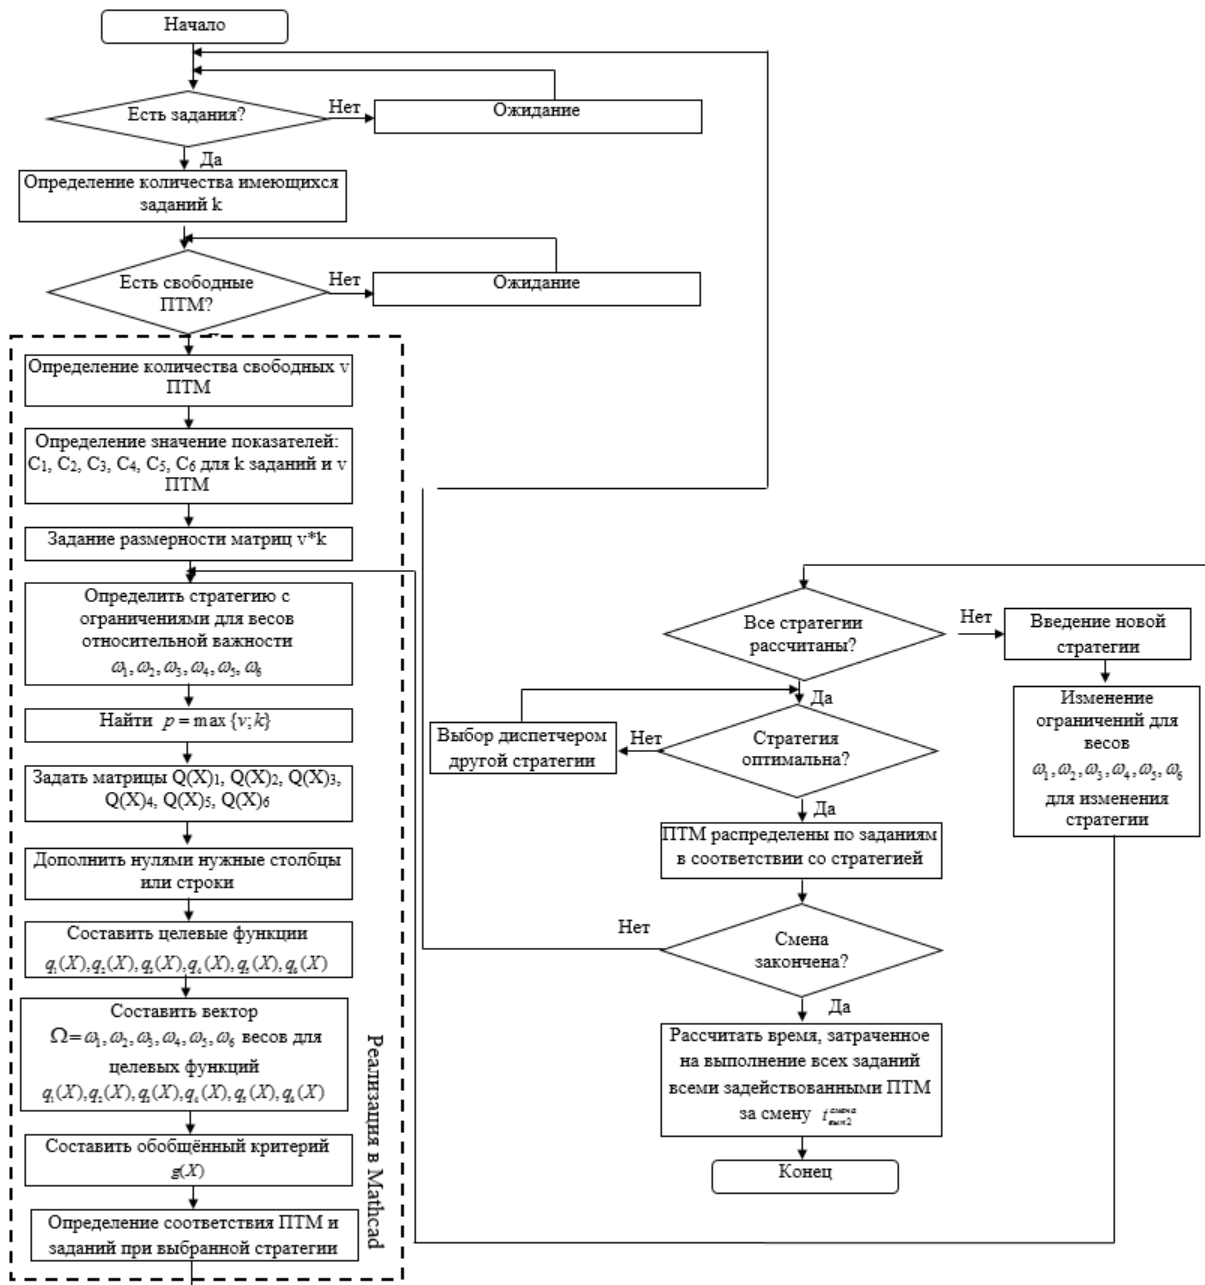 Начало
Есть задания?
Нет
Ожидание
Да
Определение количества имеющихся
заданий k
Есть свободные
ПТМ?
Нет
Ожидание
Определение количества свободных v
ПТМ
Определение значение показателей:
C₁, C₂, C₃, C₄, C₅, C₆ для k заданий и v
ПТМ
Задание размерности матриц v*k
Определить стратегию с
ограничениями для весов
относительной важности
ω₁, ω₂, ω₃, ω₄, ω₅, ω₆
Найти p = max {v; k}
Задать матрицы Q(X)₁, Q(X)₂, Q(X)₃,
Q(X)₄, Q(X)₅, Q(X)₆
Дополнить нулями нужные столбцы
или строки
Составить целевые функции
q₁(X), q₂(X), q₃(X), q₄(X), q₅(X), q₆(X)
Составить вектор
Ω = ω₁, ω₂, ω₃, ω₄, ω₅, ω₆ весов для
целевых функций
q₁(X), q₂(X), q₃(X), q₄(X), q₅(X), q₆(X)
Составить обобщённый критерий
g(X)
Определение соответствия ПТМ и
заданий при выбранной стратегии
Реализация в Mathcad
Все стратегии
рассчитаны?
Нет
Введение новой
стратегии
Изменение
ограничений для
весов
ω₁, ω₂, ω₃, ω₄, ω₅, ω₆
для изменения
стратегии
Да
Стратегия
оптимальна?
Нет
Выбор диспетчером
другой стратегии
Да
ПТМ распределены по заданиям
в соответствии со стратегией
Смена
закончена?
Нет
Да
Рассчитать время, затраченное
на выполнение всех заданий
всеми задействованными ПТМ
за смену t вып2 смена
Конец